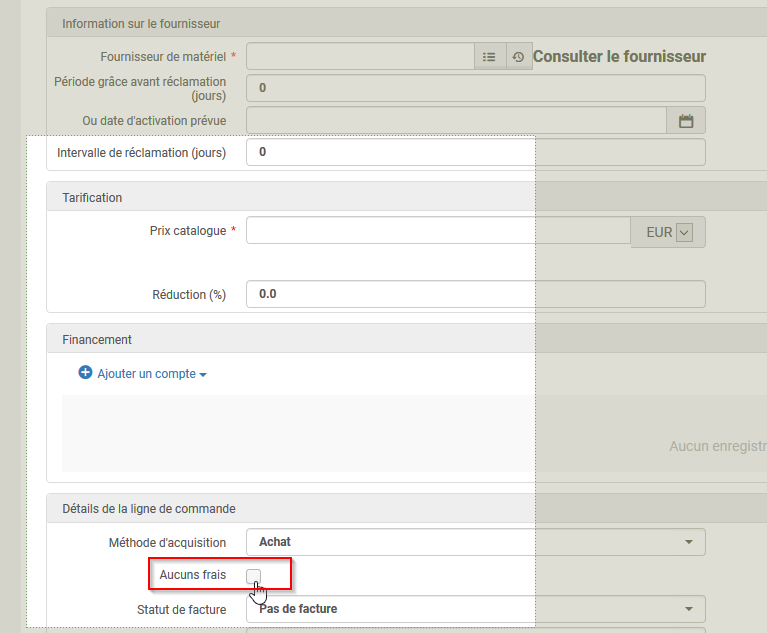 Information sur le fournisseur
Fournisseur de matériel *
Consulter le fournisseur
Période grâce avant réclamation
(jours)
0
Ou date d'activation prévue
Intervalle de réclamation (jours)
0
Tarification
Prix catalogue *
EUR
Réduction (%)
0.0
Financement
Ajouter un compte
Aucun enregistr
Détails de la ligne de commande
Méthode d'acquisition
Achat
Aucuns frais
Statut de facture
Pas de facture